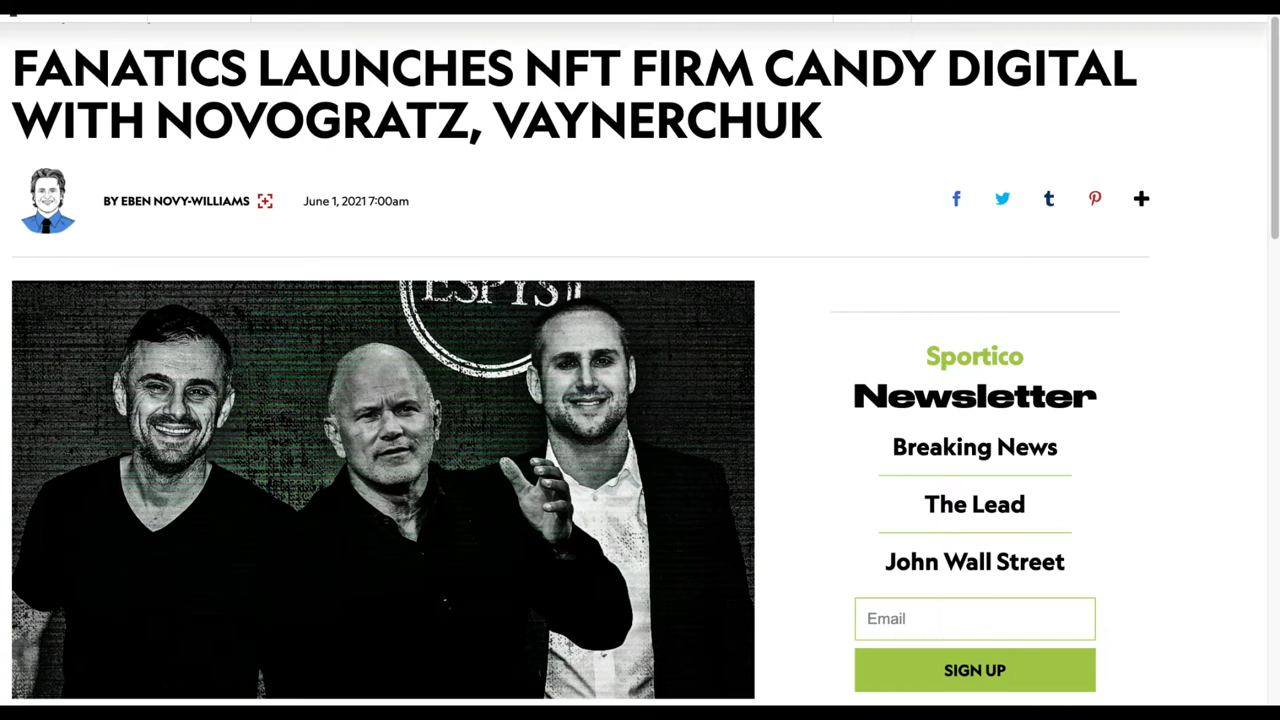 FANATICS LAUNCHES NFT FIRM CANDY DIGITAL
WITH NOVOGRATZ, VAYNERCHUK
BY EBEN NOVY-WILLIAMS
June 1, 2021 7:00am
ESPYS
Sportico
Newsletter
Breaking News
The Lead
John Wall Street
Email
SIGN UP